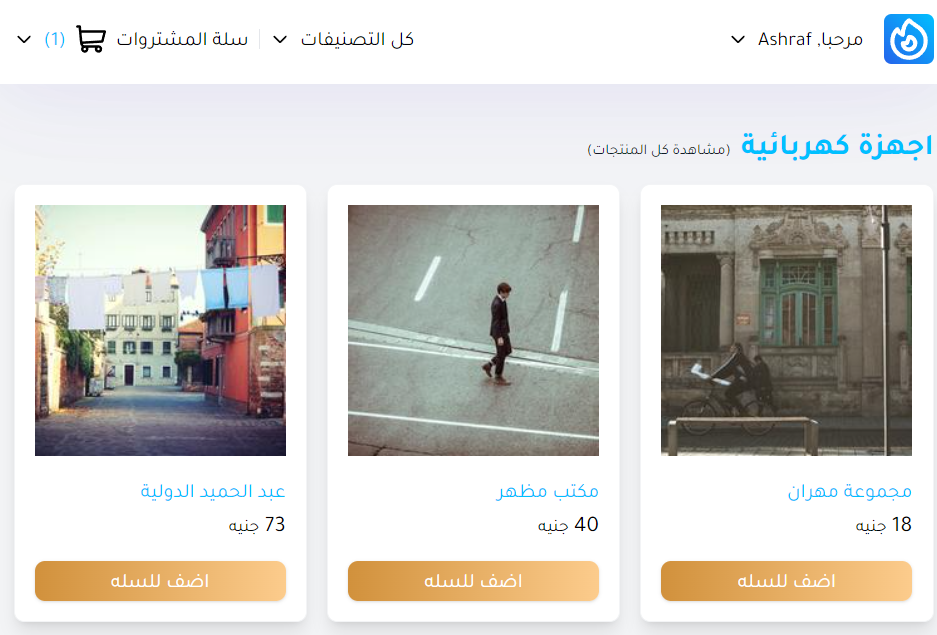 مرحبا, Ashraf
كل التصنيفات
سلة المشتروات (1)
اجهزة كهربائية (مشاهدة كل المنتجات)
مجموعة مهران
18 جنيه
اضف للسله
مكتب مظهر
40 جنيه
اضف للسله
عبد الحميد الدولية
73 جنيه
اضف للسله